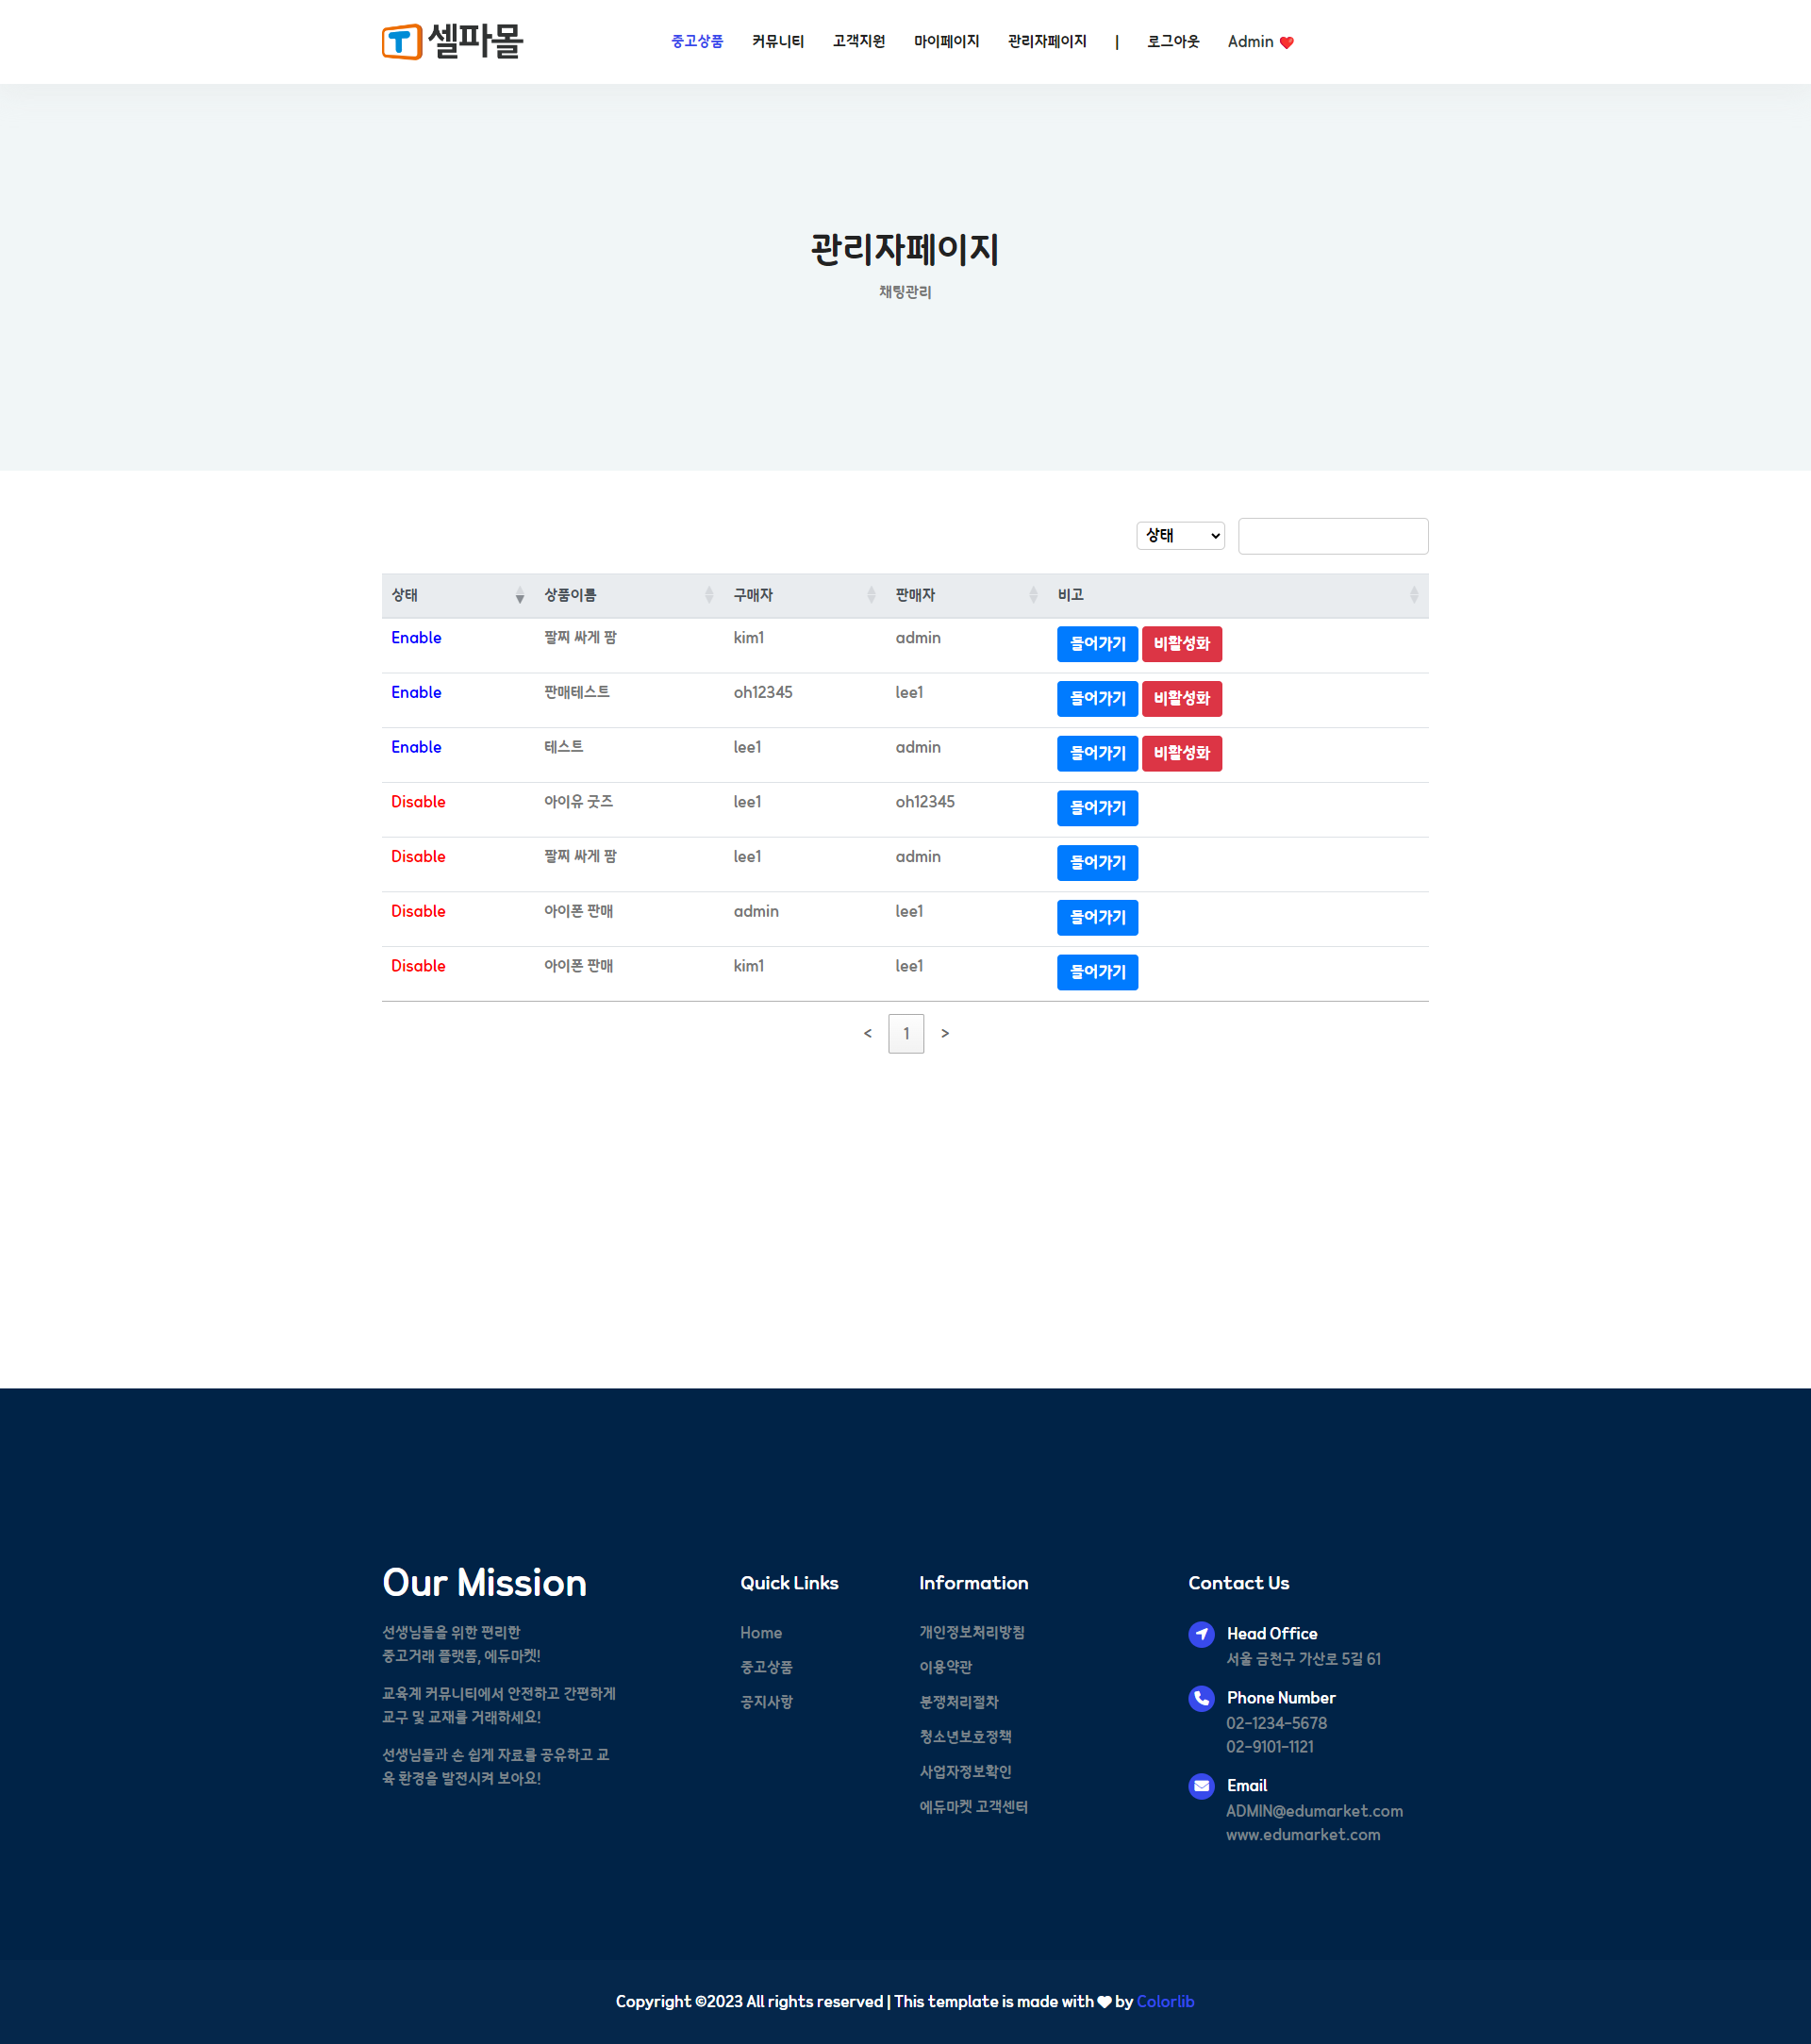 T 셀파몰
중고상품 커뮤니티 고객지원 마이페이지 관리자페이지 | 로그아웃 Admin
관리자페이지
채팅관리
상태
상태 상품이름 구매자 판매자 비고
Enable 팔찌 싸게 팜 kim1 admin 들어가기 비활성화
Enable 판매테스트 oh12345 lee1 들어가기 비활성화
Enable 테스트 lee1 admin 들어가기 비활성화
Disable 아이유 굿즈 lee1 oh12345 들어가기
Disable 팔찌 싸게 팜 lee1 admin 들어가기
Disable 아이폰 판매 admin lee1 들어가기
Disable 아이폰 판매 kim1 lee1 들어가기
< 1 >
Our Mission
선생님들을 위한 편리한
중고거래 플랫폼, 에듀마켓!
교육계 커뮤니티에서 안전하고 간편하게
교구 및 교재를 거래하세요!
선생님들과 손 쉽게 자료를 공유하고 교
육 환경을 발전시켜 보아요!
Quick Links
Home
중고상품
공지사항
Information
개인정보처리방침
이용약관
분쟁처리절차
청소년보호정책
사업자정보확인
에듀마켓 고객센터
Contact Us
Head Office
서울 금천구 가산로 5길 61
Phone Number
02-1234-5678
02-9101-1121
Email
ADMIN@edumarket.com
www.edumarket.com
Copyright ©2023 All rights reserved | This template is made with by Colorlib